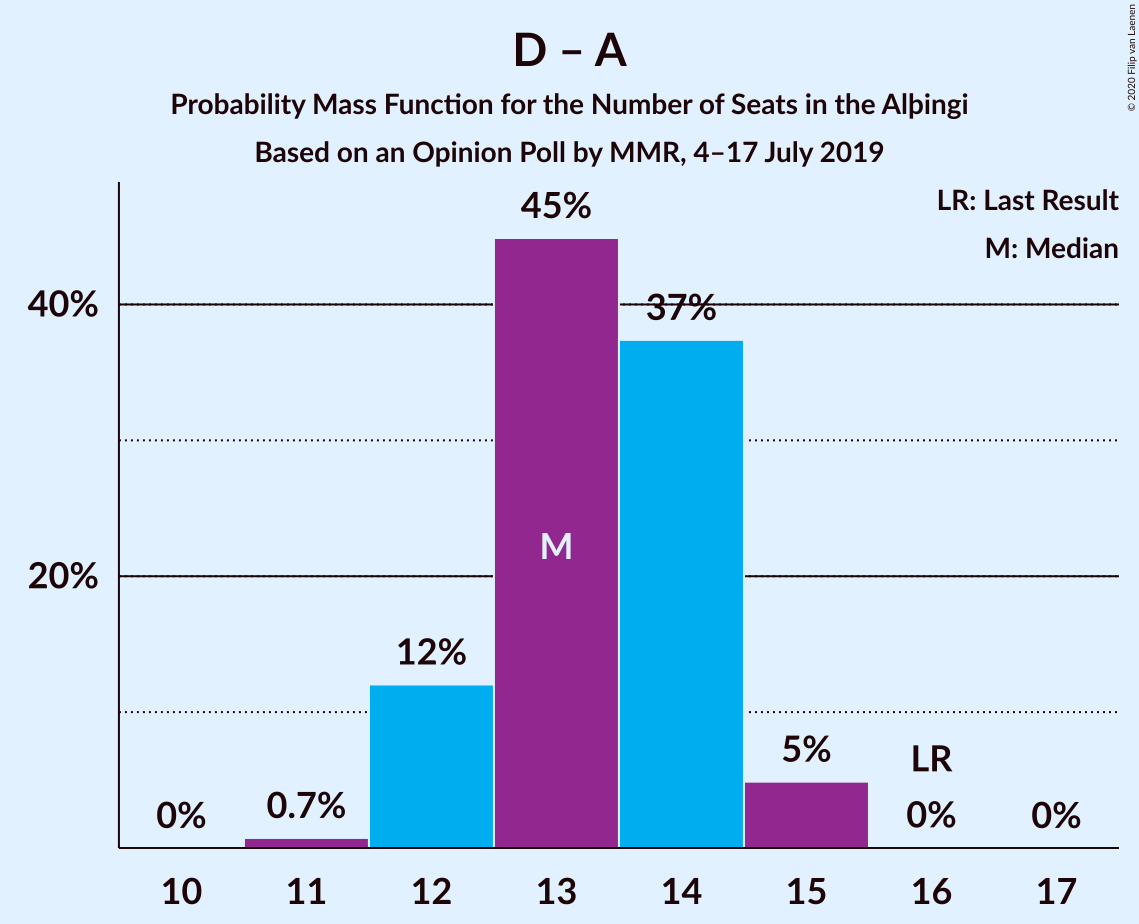 D – A
Probability Mass Function for the Number of Seats in the Alþingi
Based on an Opinion Poll by MMR, 4–17 July 2019
© 2020 Filip van Laenen
LR: Last Result
M: Median
45%
40%
37%
M
20%
12%
5%
LR
0%
0.7%
0%
0%
10 11 12 13 14 15 16 17